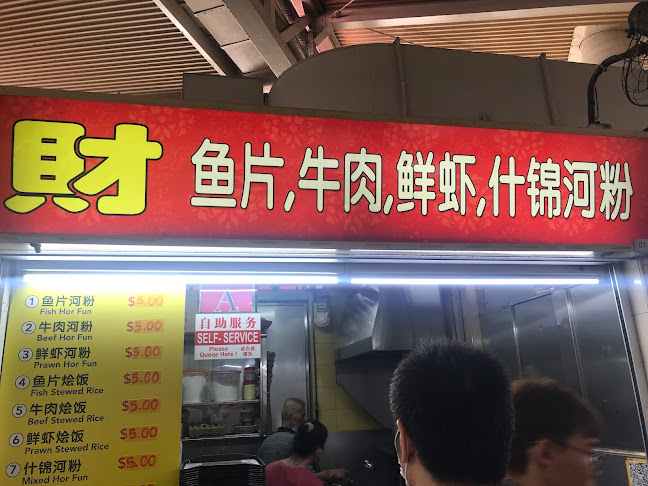 財 鱼片,牛肉,鲜虾,什锦河粉
01-
① 鱼片河粉 $5.00
Fish Hor Fun
② 牛肉河粉 $5.00
Beef Hor Fun
③ 鲜虾河粉 $5.00
Prawn Hor Fun
④ 鱼片烩饭 $5.00
Fish Stewed Rice
⑤ 牛肉烩饭 $5.00
Beef Stewed Rice
⑥ 鲜虾烩饭 $5.00
Prawn Stewed Rice
⑦ 什锦河粉 $5.00
Mixed Hor Fun
A
自助服务
SELF-SERVICE
Please
Queue Here !